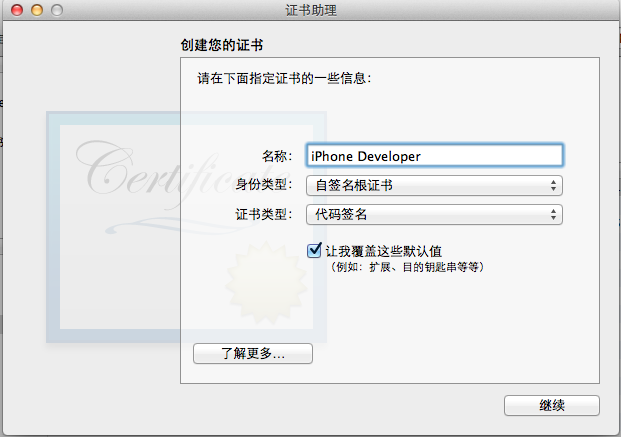 证书助理
创建您的证书
请在下面指定证书的一些信息：
Certificate
名称： iPhone Developer
身份类型： 自签名根证书
证书类型： 代码签名
让我覆盖这些默认值
（例如：扩展、目的钥匙串等等）
了解更多…
继续